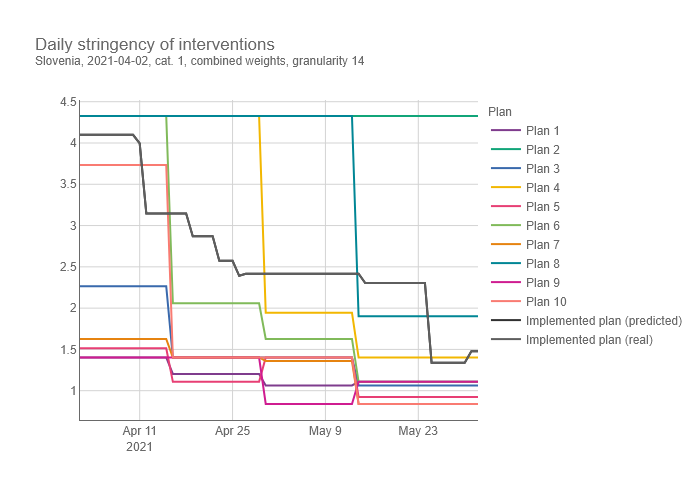 Daily stringency of interventions
Slovenia, 2021-04-02, cat. 1, combined weights, granularity 14
4.5
4
3.5
3
2.5
2
1.5
1
Apr 11
2021
Apr 25
May 9
May 23
Plan
Plan 1
Plan 2
Plan 3
Plan 4
Plan 5
Plan 6
Plan 7
Plan 8
Plan 9
Plan 10
Implemented plan (predicted)
Implemented plan (real)